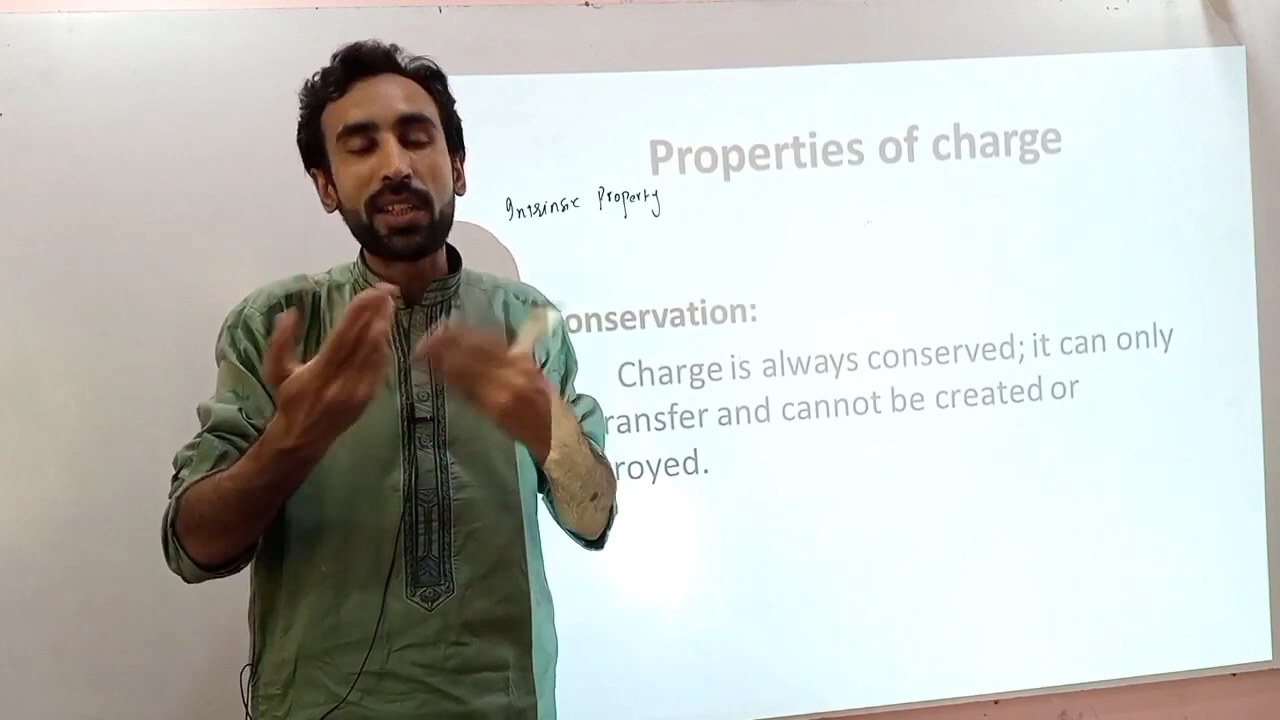 Properties of charge
Intrinsic Property
onservation:
Charge is always conserved; it can only
ransfer and cannot be created or
royed.